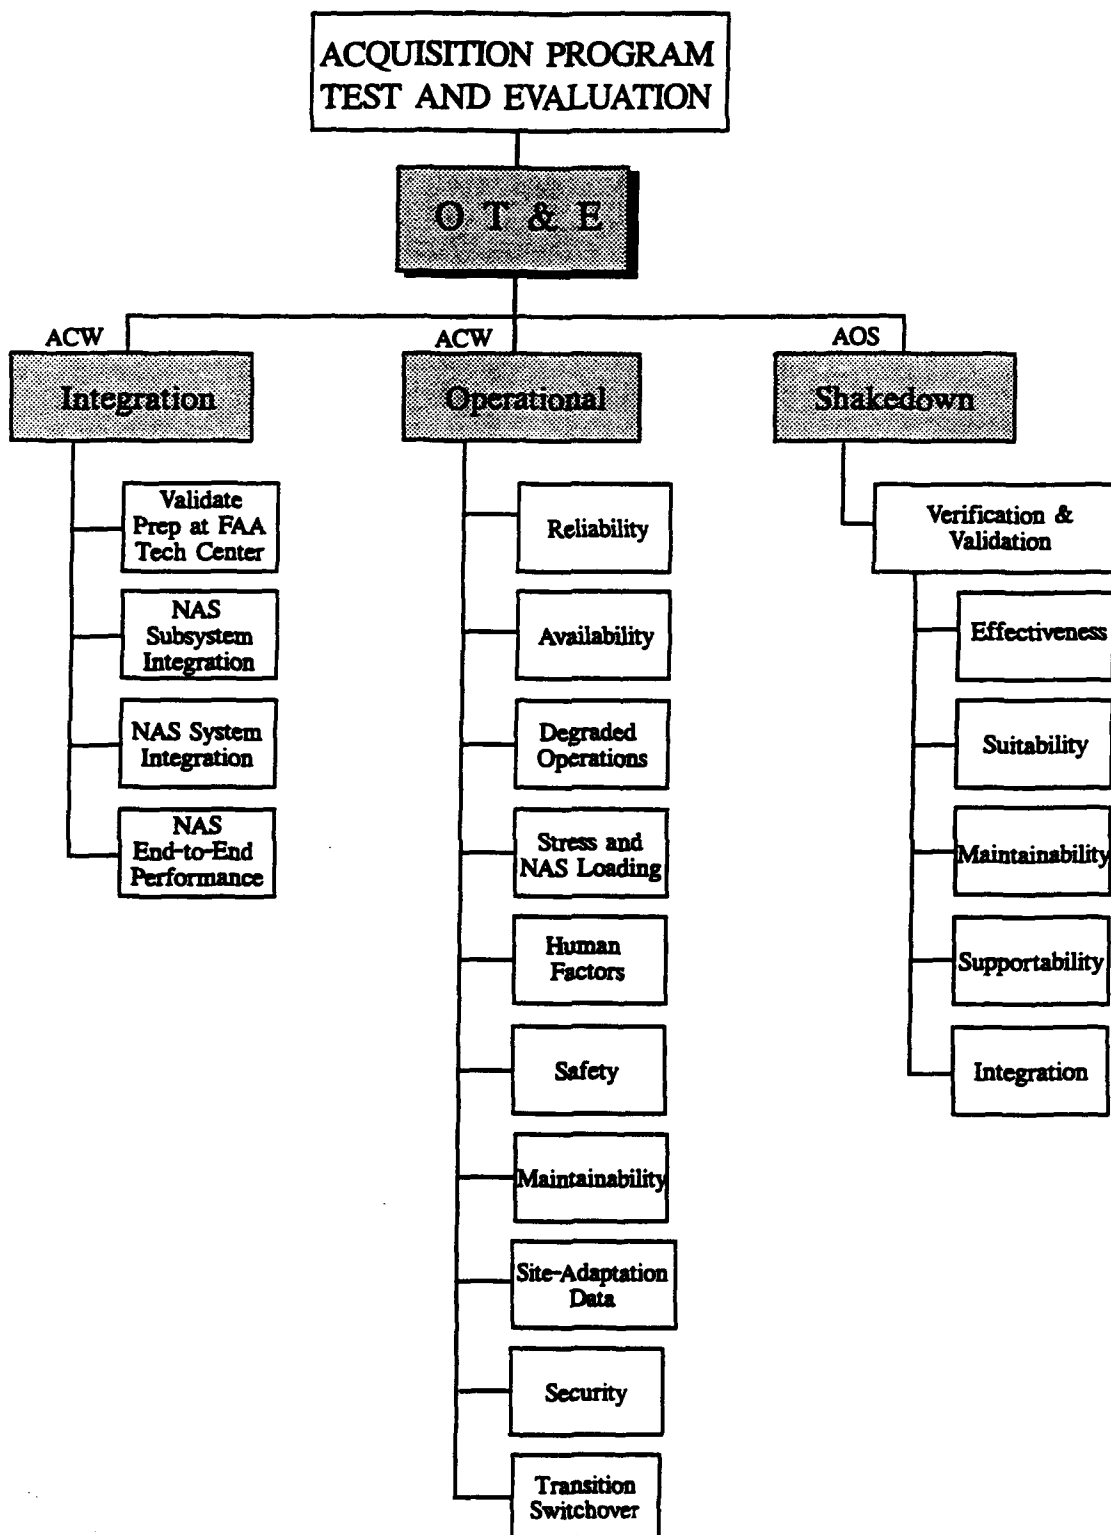 ACQUISITION PROGRAM
TEST AND EVALUATION
O T & E
ACW
Integration
Validate
Prep at FAA
Tech Center
NAS
Subsystem
Integration
NAS System
Integration
NAS
End-to-End
Performance
ACW
Operational
Reliability
Availability
Degraded
Operations
Stress and
NAS Loading
Human
Factors
Safety
Maintainability
Site-Adaptation
Data
Security
Transition
Switchover
AOS
Shakedown
Verification &
Validation
Effectiveness
Suitability
Maintainability
Supportability
Integration